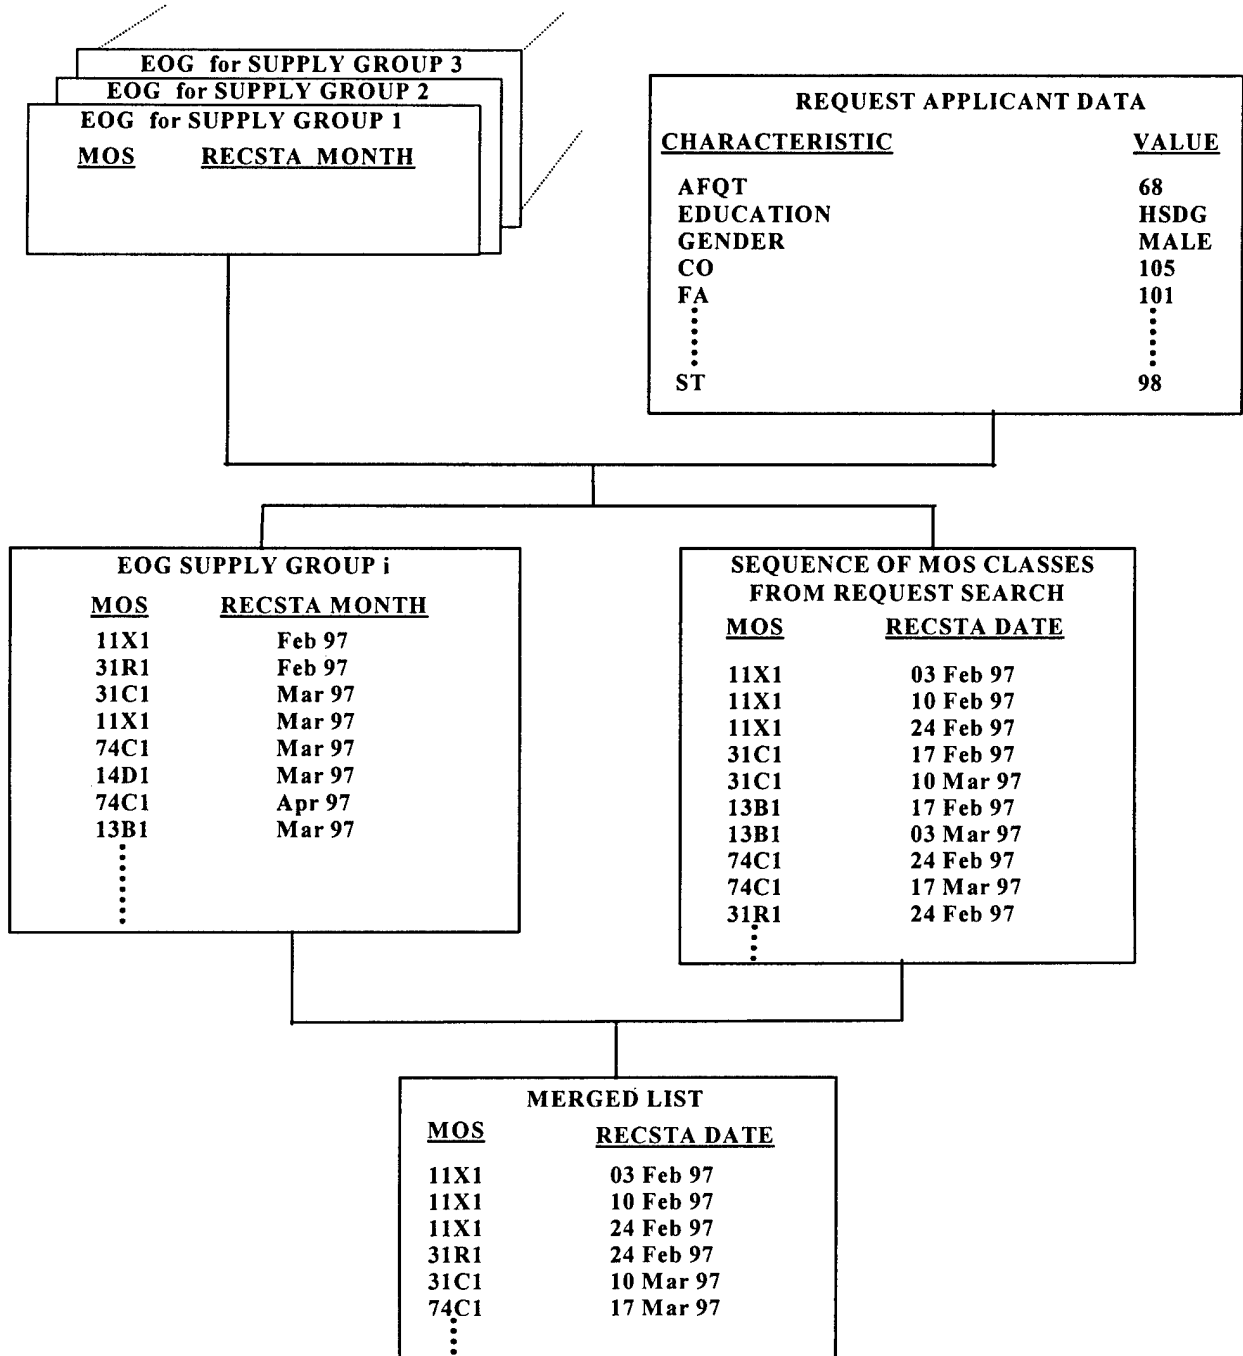 EOG for SUPPLY GROUP 3
EOG for SUPPLY GROUP 2
EOG for SUPPLY GROUP 1
MOS RECSTA MONTH
REQUEST APPLICANT DATA
CHARACTERISTIC VALUE
AFQT 68
EDUCATION HSDG
GENDER MALE
CO 105
FA 101
ST 98
EOG SUPPLY GROUP i
MOS RECSTA MONTH
11X1 Feb 97
31R1 Feb 97
31C1 Mar 97
11X1 Mar 97
74C1 Mar 97
14D1 Mar 97
74C1 Apr 97
13B1 Mar 97
SEQUENCE OF MOS CLASSES
FROM REQUEST SEARCH
MOS RECSTA DATE
11X1 03 Feb 97
11X1 10 Feb 97
11X1 24 Feb 97
31C1 17 Feb 97
31C1 10 Mar 97
13B1 17 Feb 97
13B1 03 Mar 97
74C1 24 Feb 97
74C1 17 Mar 97
31R1 24 Feb 97
MERGED LIST
MOS RECSTA DATE
11X1 03 Feb 97
11X1 10 Feb 97
11X1 24 Feb 97
31R1 24 Feb 97
31C1 10 Mar 97
74C1 17 Mar 97